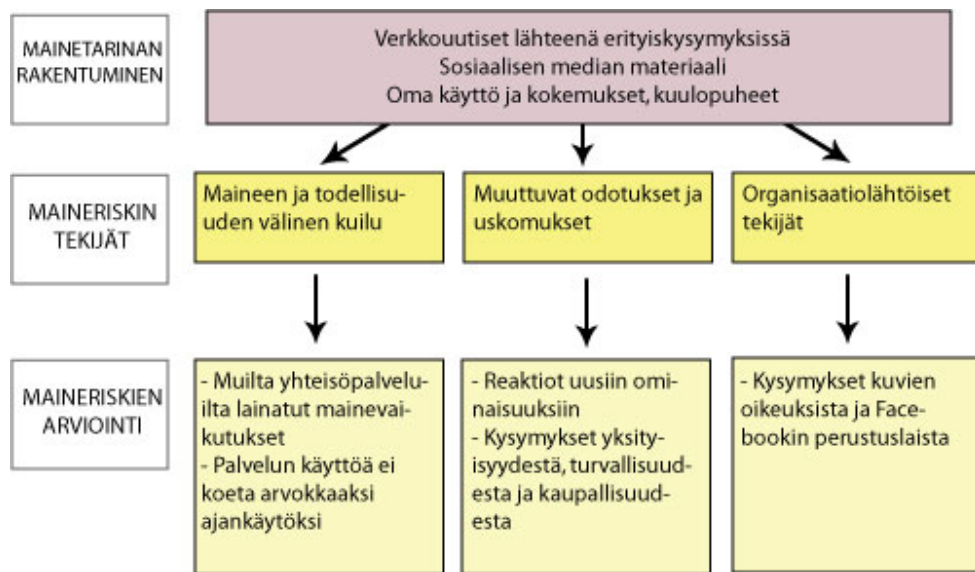 MAINETARINAN
RAKENTUMINEN
Verkkouutiset lähteenä erityiskysymyksissä
Sosiaalisen median materiaali
Oma käyttö ja kokemukset, kuulopuheet
MAINERISKIN
TEKIJÄT
Maineen ja todellisu-
uden välinen kuilu
Muuttuvat odotukset ja
uskomukset
Organisaatiolähtöiset
tekijät
MAINERISKIEN
ARVIOINTI
- Muilta yhteisöpalvelu-
ilta lainatut mainevai-
kutukset
- Palvelun käyttöä ei
koeta arvokkaaksi
ajankäytöksi
- Reaktiot uusiin omi-
naisuuksiin
- Kysymykset yksity-
isyydestä, turvallisuud-
esta ja kaupallisuud-
esta
- Kysymykset kuvien
oikeuksista ja Face-
bookin perustuslaista